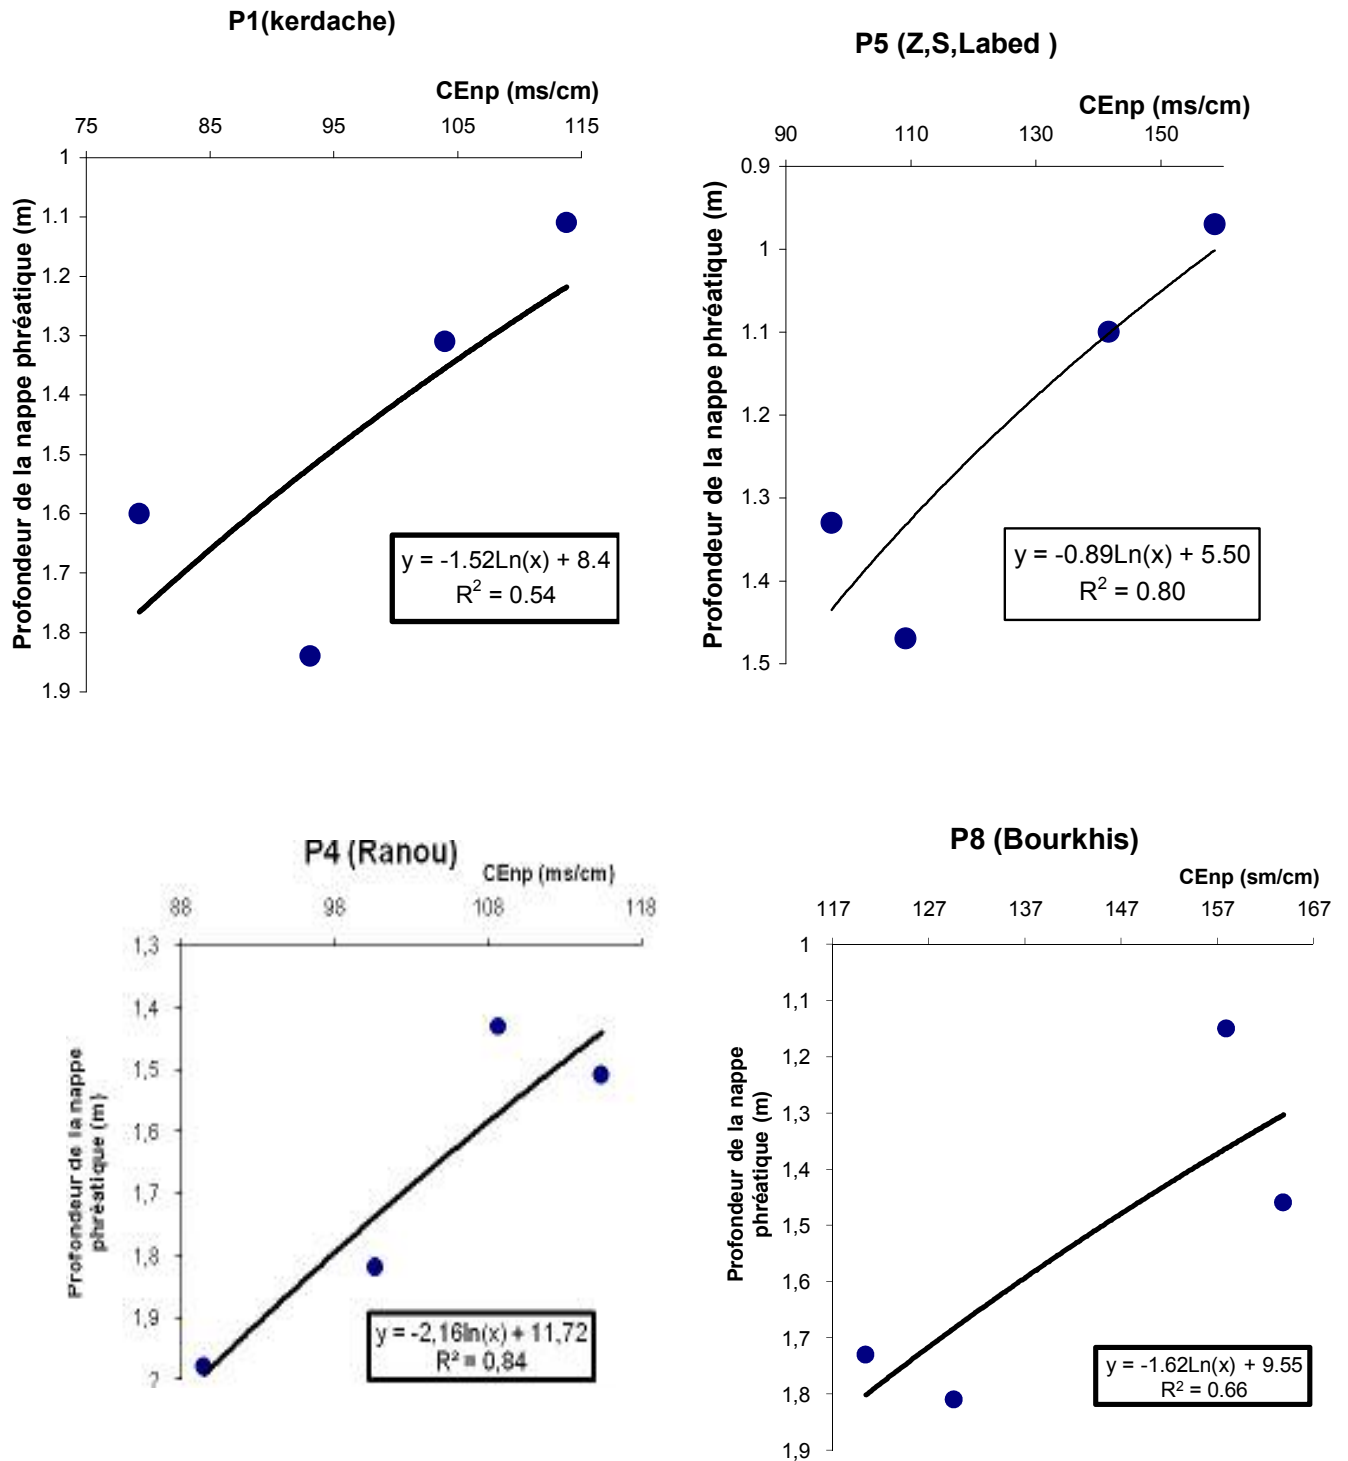 P1(kerdache)
CEnp (ms/cm)
75 85 95 105 115
1
1.1
1.2
1.3
1.4
1.5
1.6
1.7
1.8
1.9
Profondeur de la nappe phréatique (m)
y = -1.52Ln(x) + 8.4
R² = 0.54
P5 (Z,S,Labed )
CEnp (ms/cm)
90 110 130 150
0.9
1
1.1
1.2
1.3
1.4
1.5
Profondeur de la nappe phréatique (m)
y = -0.89Ln(x) + 5.50
R² = 0.80
P4 (Ranou)
CEnp (ms/cm)
88 98 108 118
1,3
1,4
1,5
1,6
1,7
1,8
1,9
2
Profondeur de la nappe
phréatique (m)
y = -2,16ln(x) + 11,72
R² = 0,84
P8 (Bourkhis)
CEnp (sm/cm)
117 127 137 147 157 167
1
1,1
1,2
1,3
1,4
1,5
1,6
1,7
1,8
1,9
Profondeur de la nappe
phréatique (m)
y = -1.62Ln(x) + 9.55
R² = 0.66